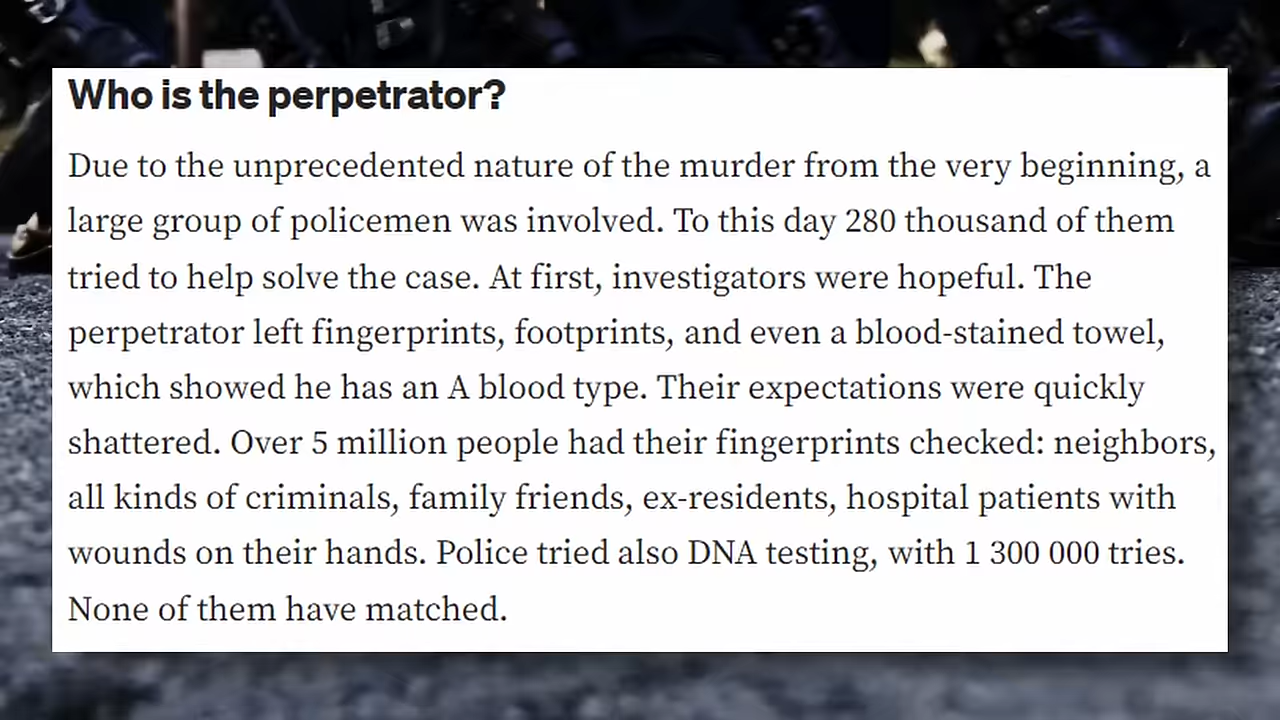 Who is the perpetrator?
Due to the unprecedented nature of the murder from the very beginning, a
large group of policemen was involved. To this day 280 thousand of them
tried to help solve the case. At first, investigators were hopeful. The
perpetrator left fingerprints, footprints, and even a blood-stained towel,
which showed he has an A blood type. Their expectations were quickly
shattered. Over 5 million people had their fingerprints checked: neighbors,
all kinds of criminals, family friends, ex-residents, hospital patients with
wounds on their hands. Police tried also DNA testing, with 1 300 000 tries.
None of them have matched.